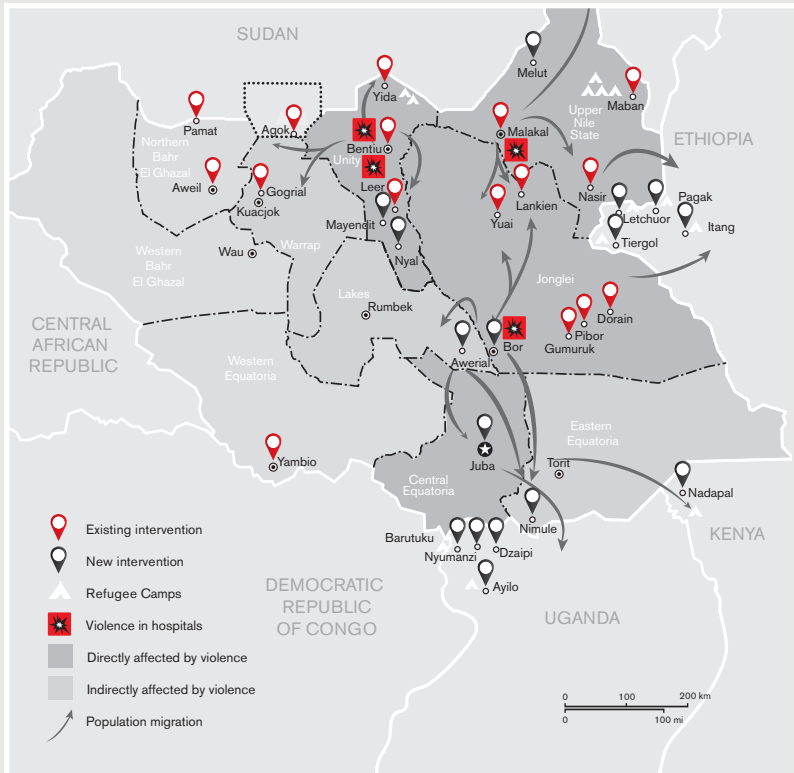 SUDAN
Melut
Yida
Maban
Upper
Nile
State
Pamat
Agok
Malakal
ETHIOPIA
Northern
Bahr
El Ghazal
Bentiu
Unity
Aweil
Gogrial
Kuacjok
Leer
Lankien
Nasir
Pagak
Letchuor
Mayendit
Yuai
Itang
Tiergol
Warrap
Wau
Nyal
Western
Bahr
El Ghazal
Jonglei
Lakes
Rumbek
Dorain
CENTRAL
AFRICAN
REPUBLIC
Pibor
Gumuruk
Bor
Awerial
Western
Equatoria
Eastern
Equatoria
Yambio
Juba
Torit
Central
Equatoria
Nadapal
Nimule
KENYA
Barutuku
Nyumanzi
Dzaipi
Ayilo
DEMOCRATIC
REPUBLIC
OF CONGO
UGANDA
Existing intervention
New intervention
Refugee Camps
Violence in hospitals
Directly affected by violence
Indirectly affected by violence
Population migration
0 100 200 km
0 100 mi